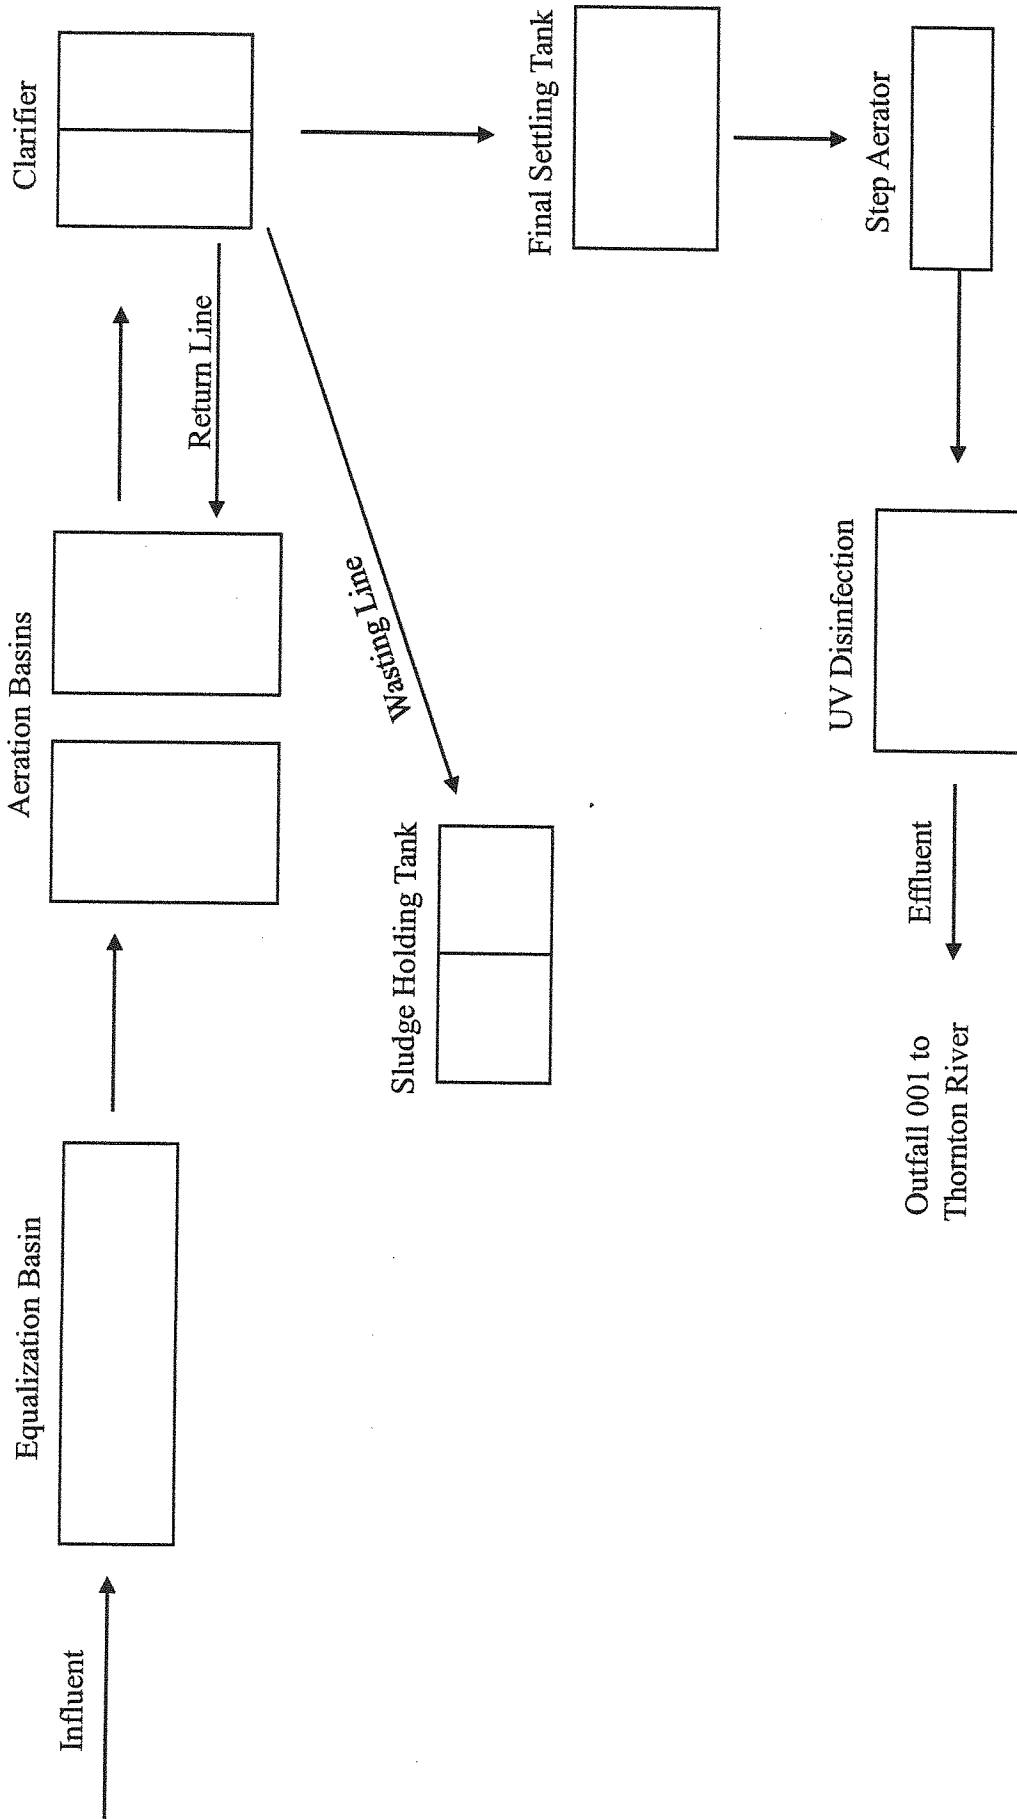 Influent
Equalization Basin
Aeration Basins
Clarifier
Return Line
Wasting Line
Sludge Holding Tank
Final Settling Tank
Step Aerator
UV Disinfection
Effluent
Outfall 001 to
Thornton River